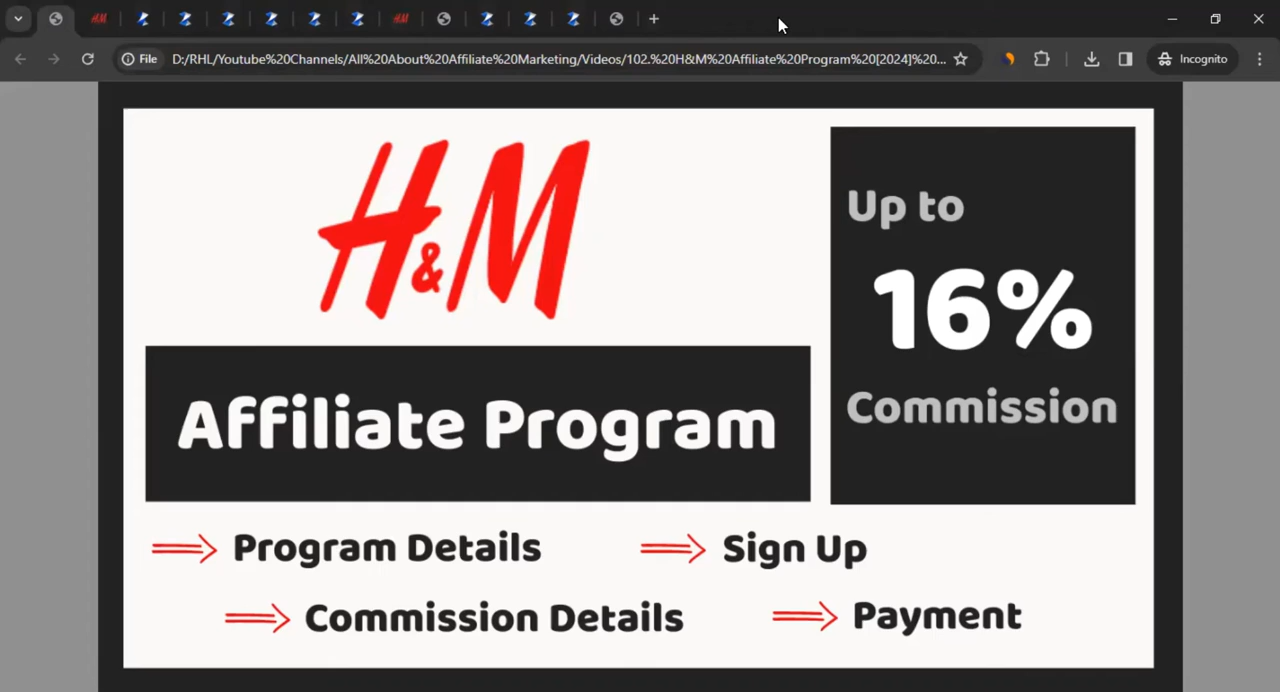 File D:/RHL/Youtube%20Channels/All%20About%20Affiliate%20Marketing/Videos/102.%20H&M%20Affiliate%20Program%20[2024]%20... Incognito
H&M
Up to
16%
Commission
Affiliate Program
Program Details
Sign Up
Commission Details
Payment